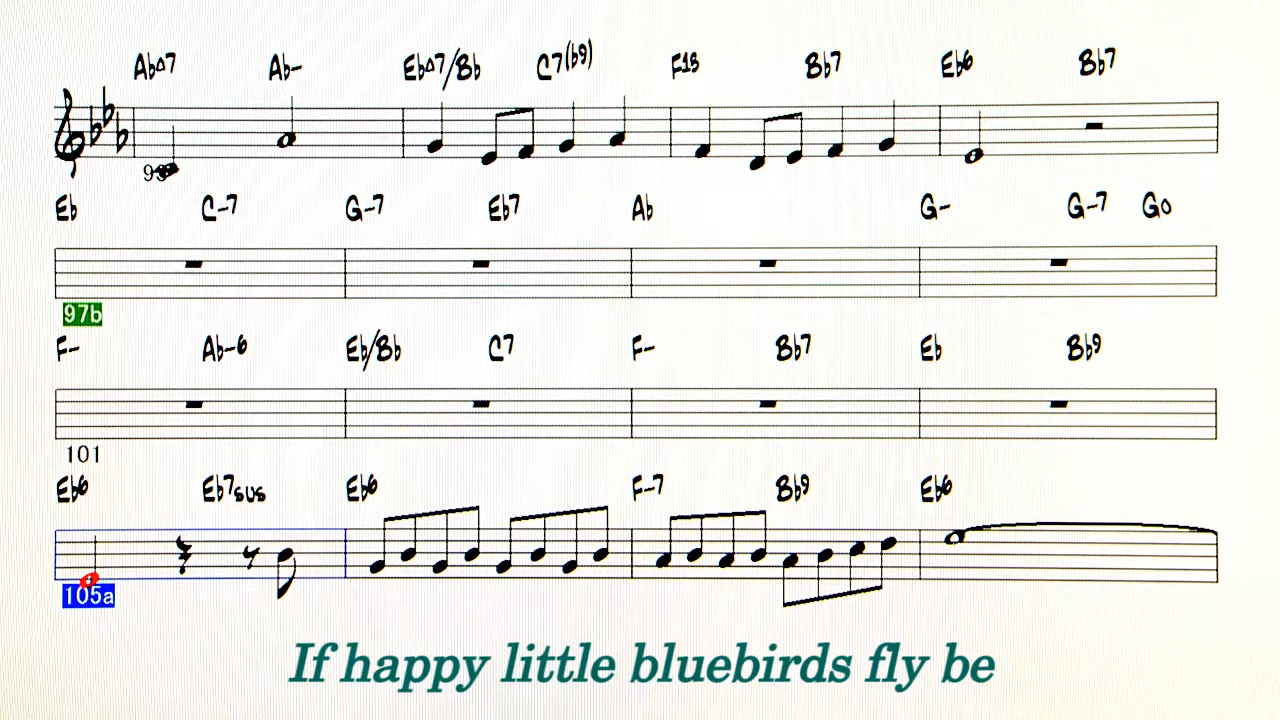 Ab△7 Ab- Eb△7/Bb C7(b9) F13 Bb7 Eb6 Bb7
Eb C-7 G-7 Eb7 Ab G- G-7 Go
97b
F- Ab-6 Eb/Bb C7 F- Bb7 Eb Bb9
101
Eb6 Eb7sus Eb6 F-7 Bb9 Eb6
105a
If happy little bluebirds fly be